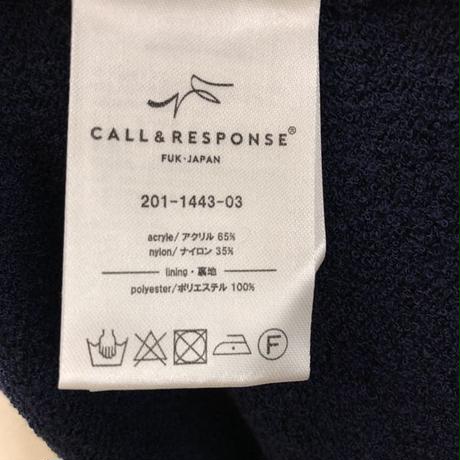 CALL & RESPONSE®
FUK・JAPAN
201-1443-03
acryle/アクリル 65%
nylon/ナイロン 35%
lining・裏地
polyester/ポリエステル 100%
F